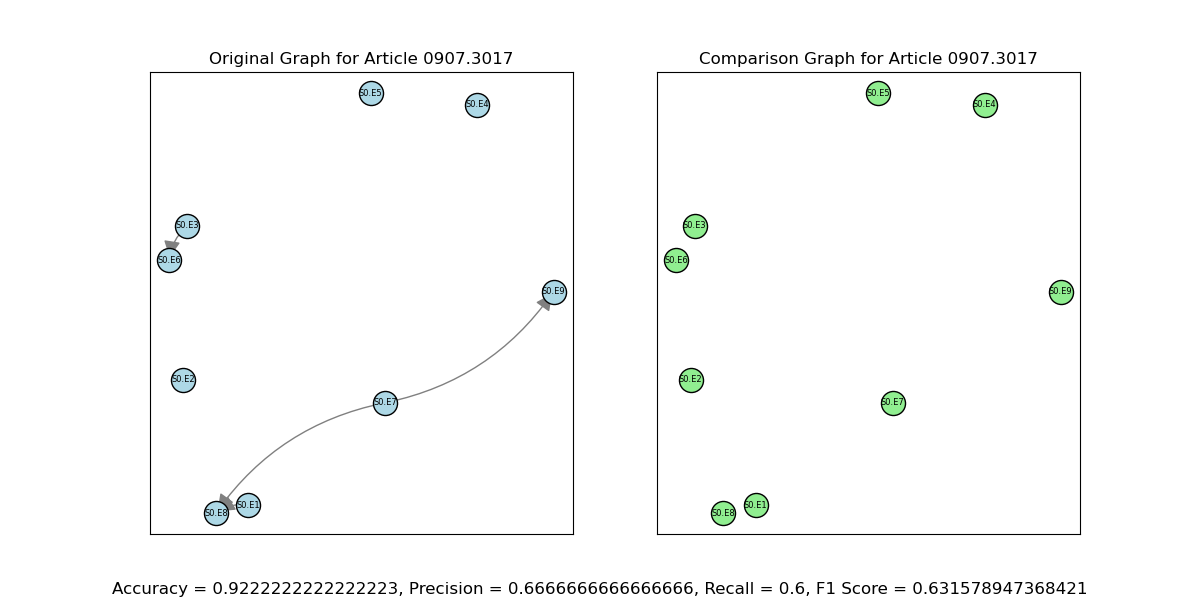 Original Graph for Article 0907.3017
S0.E5
S0.E4
S0.E3
S0.E6
S0.E9
S0.E2
S0.E7
S0.E1
S0.E8
Comparison Graph for Article 0907.3017
S0.E5
S0.E4
S0.E3
S0.E6
S0.E9
S0.E2
S0.E7
S0.E1
S0.E8
Accuracy = 0.9222222222222223, Precision = 0.6666666666666666, Recall = 0.6, F1 Score = 0.631578947368421